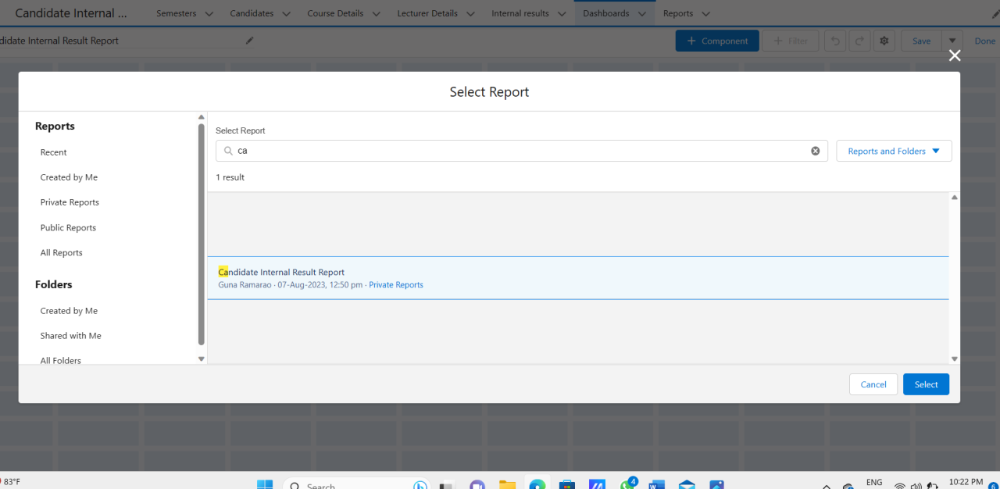 Candidate Internal ... Semesters Candidates Course Details Lecturer Details Internal results Dashboards Reports
didate Internal Result Report + Component + Filter Save Done
Select Report
Reports
Recent
Created by Me
Private Reports
Public Reports
All Reports
Folders
Created by Me
Shared with Me
All Folders
Select Report
ca Reports and Folders
1 result
Candidate Internal Result Report
Guna Ramarao · 07-Aug-2023, 12:50 pm · Private Reports
Cancel Select
83°F Search 4 ENG 10:22 PM 6